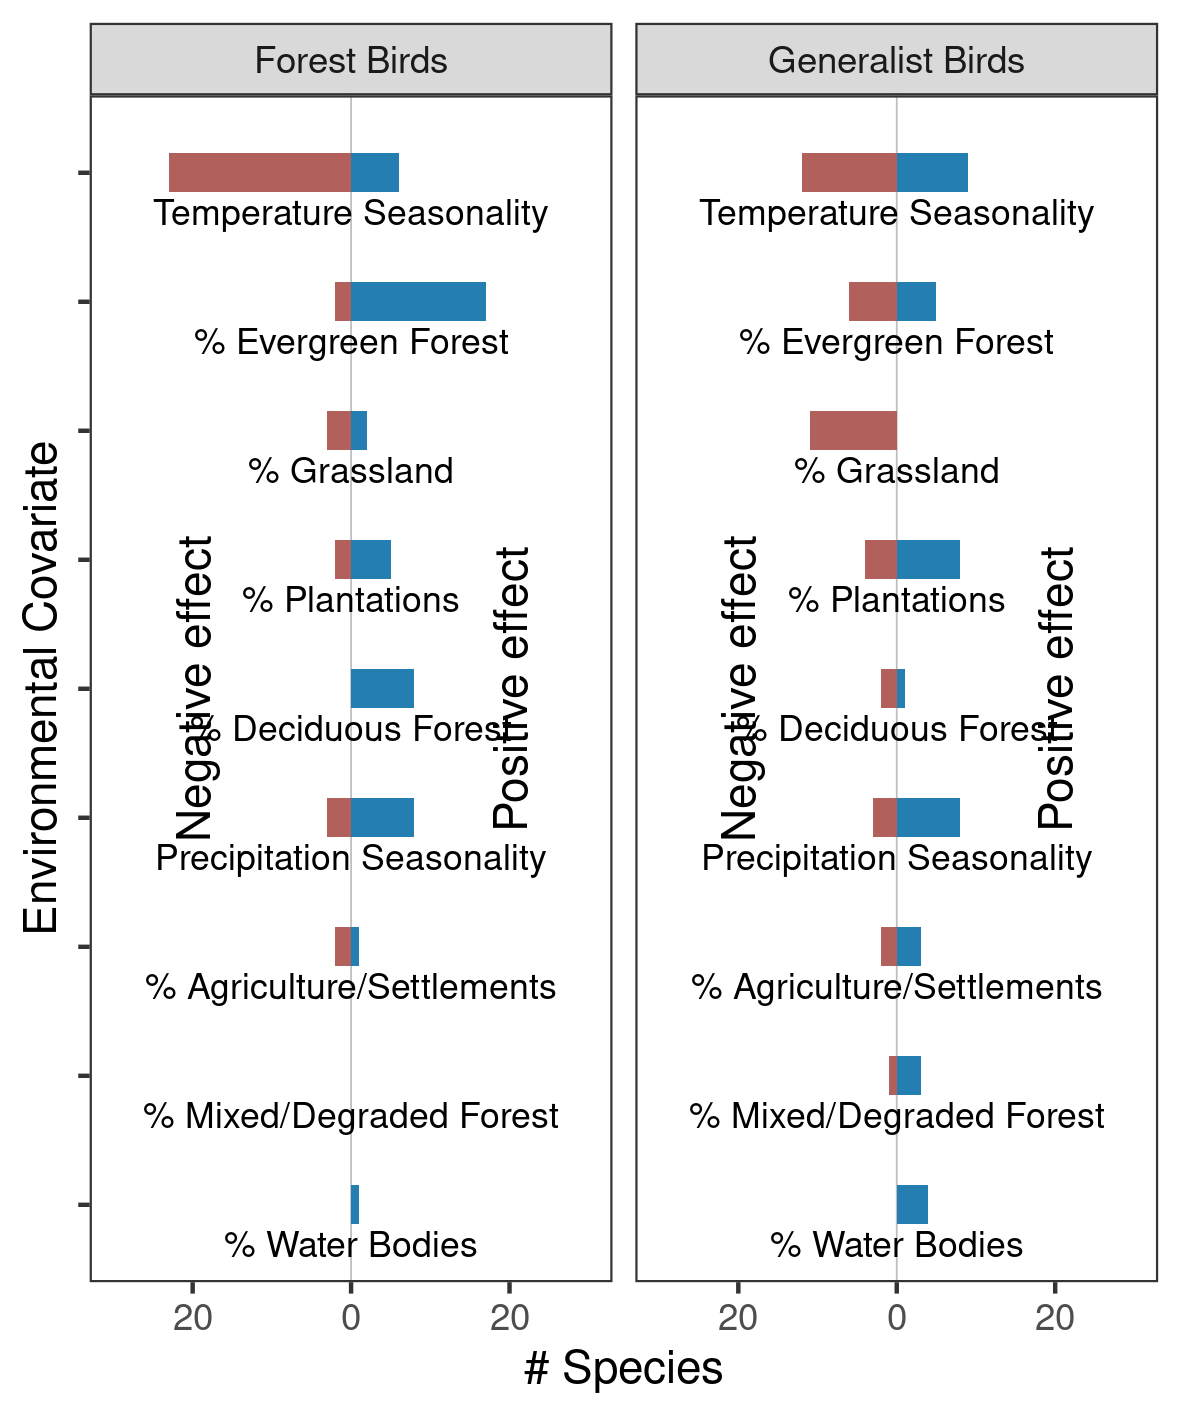 Forest Birds
Generalist Birds
Environmental Covariate
Temperature Seasonality
% Evergreen Forest
% Grassland
% Plantations
% Deciduous Forest
Precipitation Seasonality
% Agriculture/Settlements
% Mixed/Degraded Forest
% Water Bodies
Negative effect
Positive effect
20 0 20
Temperature Seasonality
% Evergreen Forest
% Grassland
% Plantations
% Deciduous Forest
Precipitation Seasonality
% Agriculture/Settlements
% Mixed/Degraded Forest
% Water Bodies
Negative effect
Positive effect
20 0 20
# Species